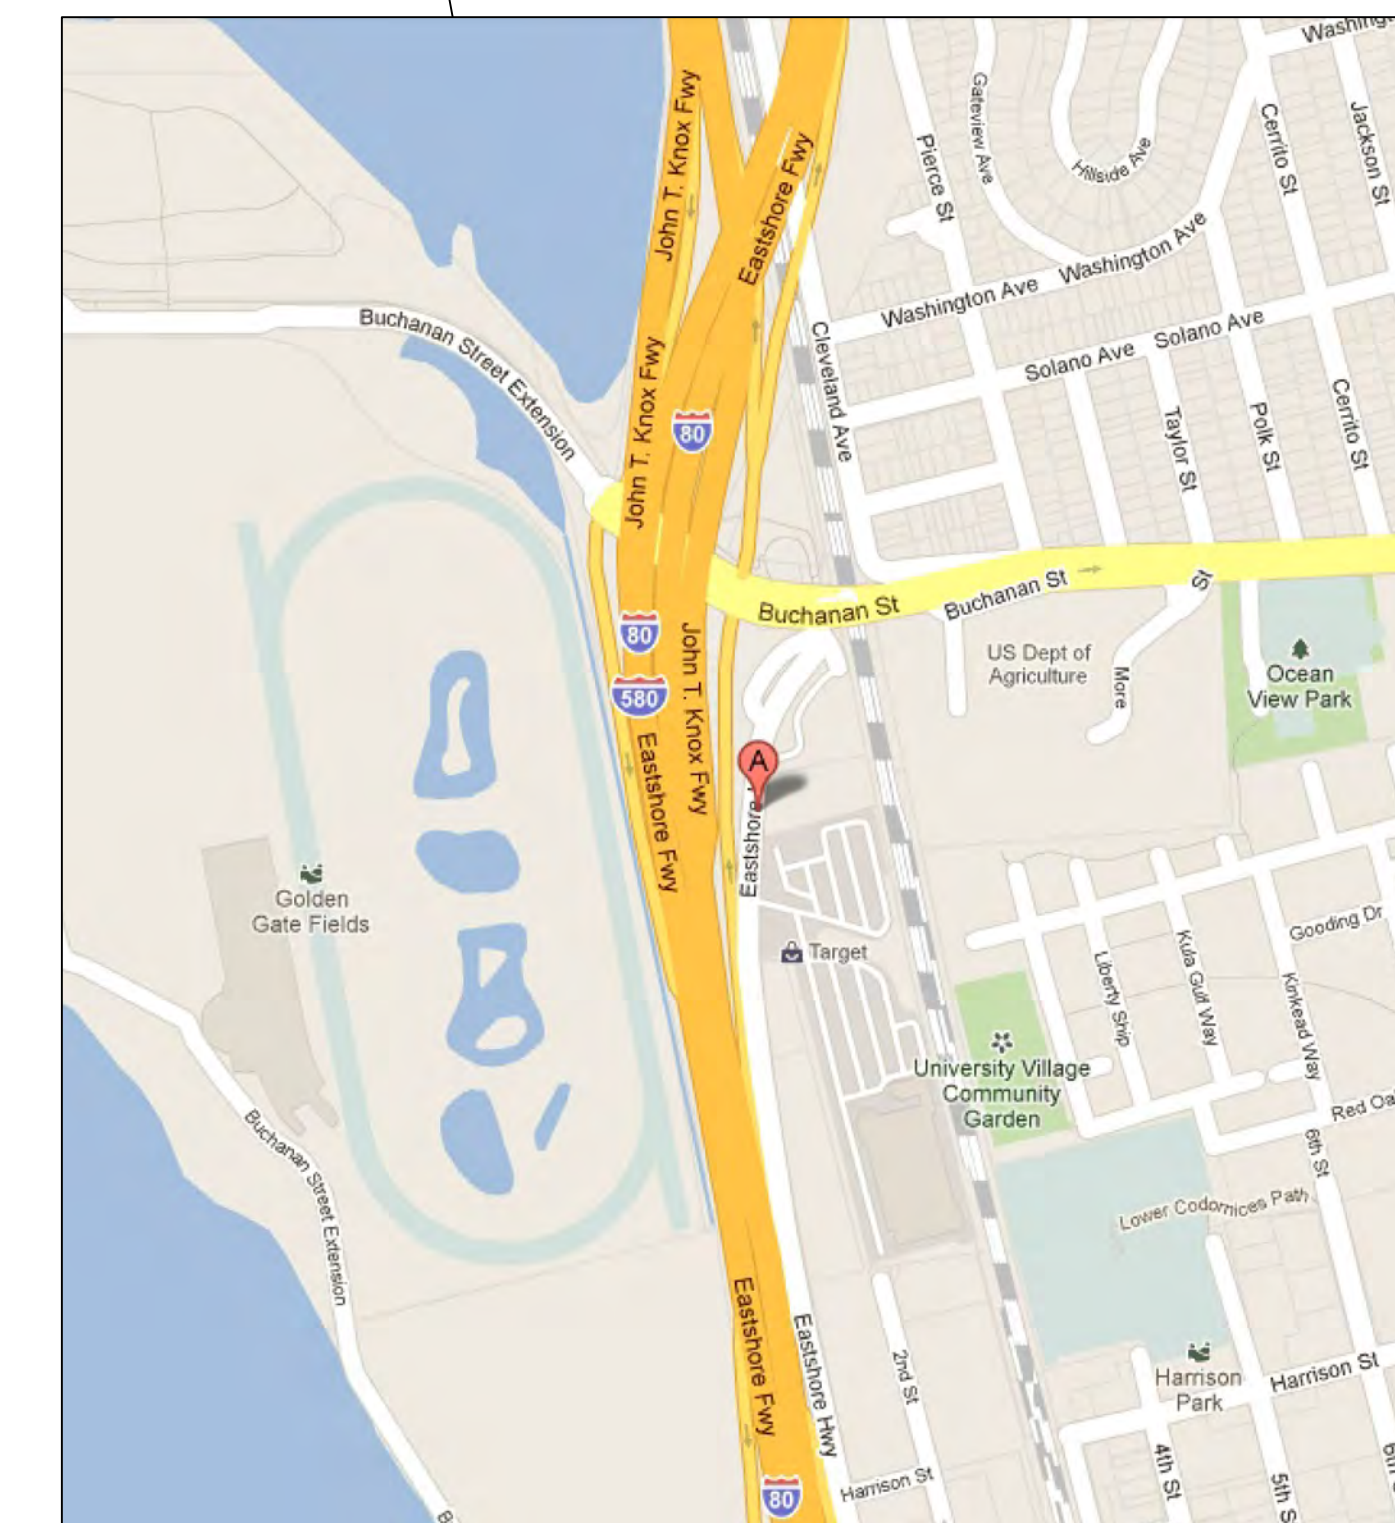 Washing
John T. Knox Fwy
Eastshore Fwy
Pierce St
Gateview Ave
Hillside Ave
Cerrito St
Jackson St
Washington Ave
Washington Ave
Buchanan Street Extension
John T. Knox Fwy
Cleveland Ave
Solano Ave
Solano Ave
80
Taylor St
Polk St
Cerrito St
Buchanan St
Buchanan St
St
80
580
John T. Knox Fwy
US Dept of
Agriculture
More
Ocean
View Park
A
Eastshore Fwy
Eastshore
Golden
Gate Fields
Target
Liberty Ship
Kula Gulf Way
Kinkead Way
Gooding Dr
University Village
Community
Garden
Red Oa
6th St
Buchanan Street Extension
Lower Codornices Path
Eastshore Fwy
Eastshore Hwy
2nd St
Harrison
Park
Harrison St
Harrison St
4th St
5th S
80
B